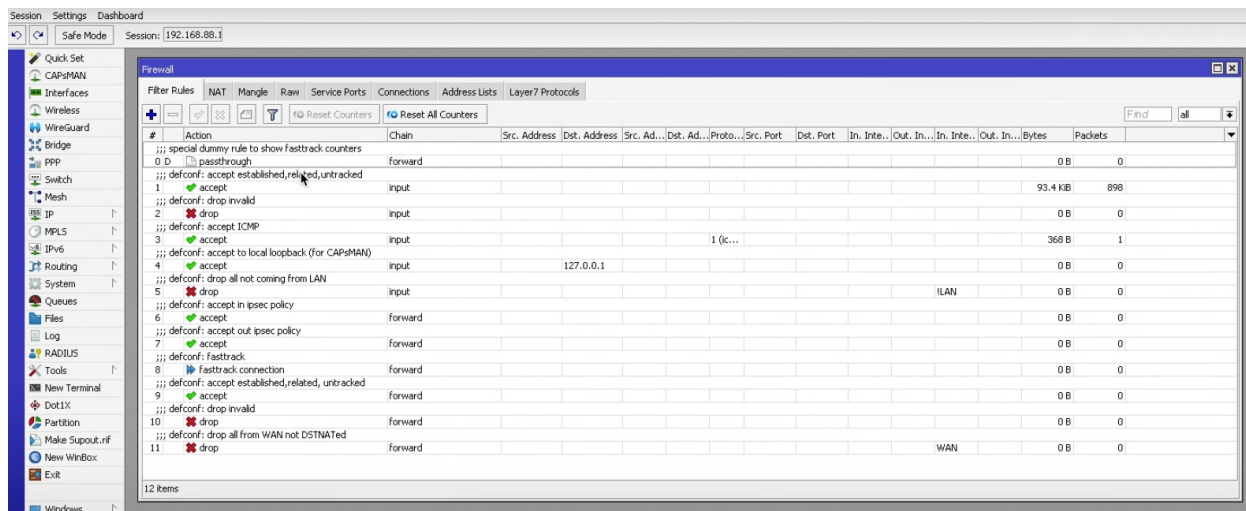 Session Settings Dashboard
Safe Mode Session: 192.168.88.1
Quick Set
CAPsMAN
Interfaces
Wireless
WireGuard
Bridge
PPP
Switch
Mesh
IP
MPLS
IPv6
Routing
System
Queues
Files
Log
RADIUS
Tools
New Terminal
Dot1X
Partition
Make Supout.rif
New WinBox
Exit
Windows
Firewall
Filter Rules NAT Mangle Raw Service Ports Connections Address Lists Layer7 Protocols
Reset Counters Reset All Counters Find all
# Action Chain Src. Address Dst. Address Src. Ad... Dst. Ad... Proto... Src. Port Dst. Port In. Inte... Out. In... In. Inte... Out. In... Bytes Packets
;;; special dummy rule to show fasttrack counters
0 D passthrough forward 0 B 0
;;; defconf: accept established,related,untracked
1 accept input 93.4 KiB 898
;;; defconf: drop invalid
2 drop input 0 B 0
;;; defconf: accept ICMP
3 accept input 1 (ic... 368 B 1
;;; defconf: accept to local loopback (for CAPsMAN)
4 accept input 127.0.0.1 0 B 0
;;; defconf: drop all not coming from LAN
5 drop input !LAN 0 B 0
;;; defconf: accept in ipsec policy
6 accept forward 0 B 0
;;; defconf: accept out ipsec policy
7 accept forward 0 B 0
;;; defconf: fasttrack
8 fasttrack connection forward 0 B 0
;;; defconf: accept established,related, untracked
9 accept forward 0 B 0
;;; defconf: drop invalid
10 drop forward 0 B 0
;;; defconf: drop all from WAN not DSTNATed
11 drop forward WAN 0 B 0
12 items